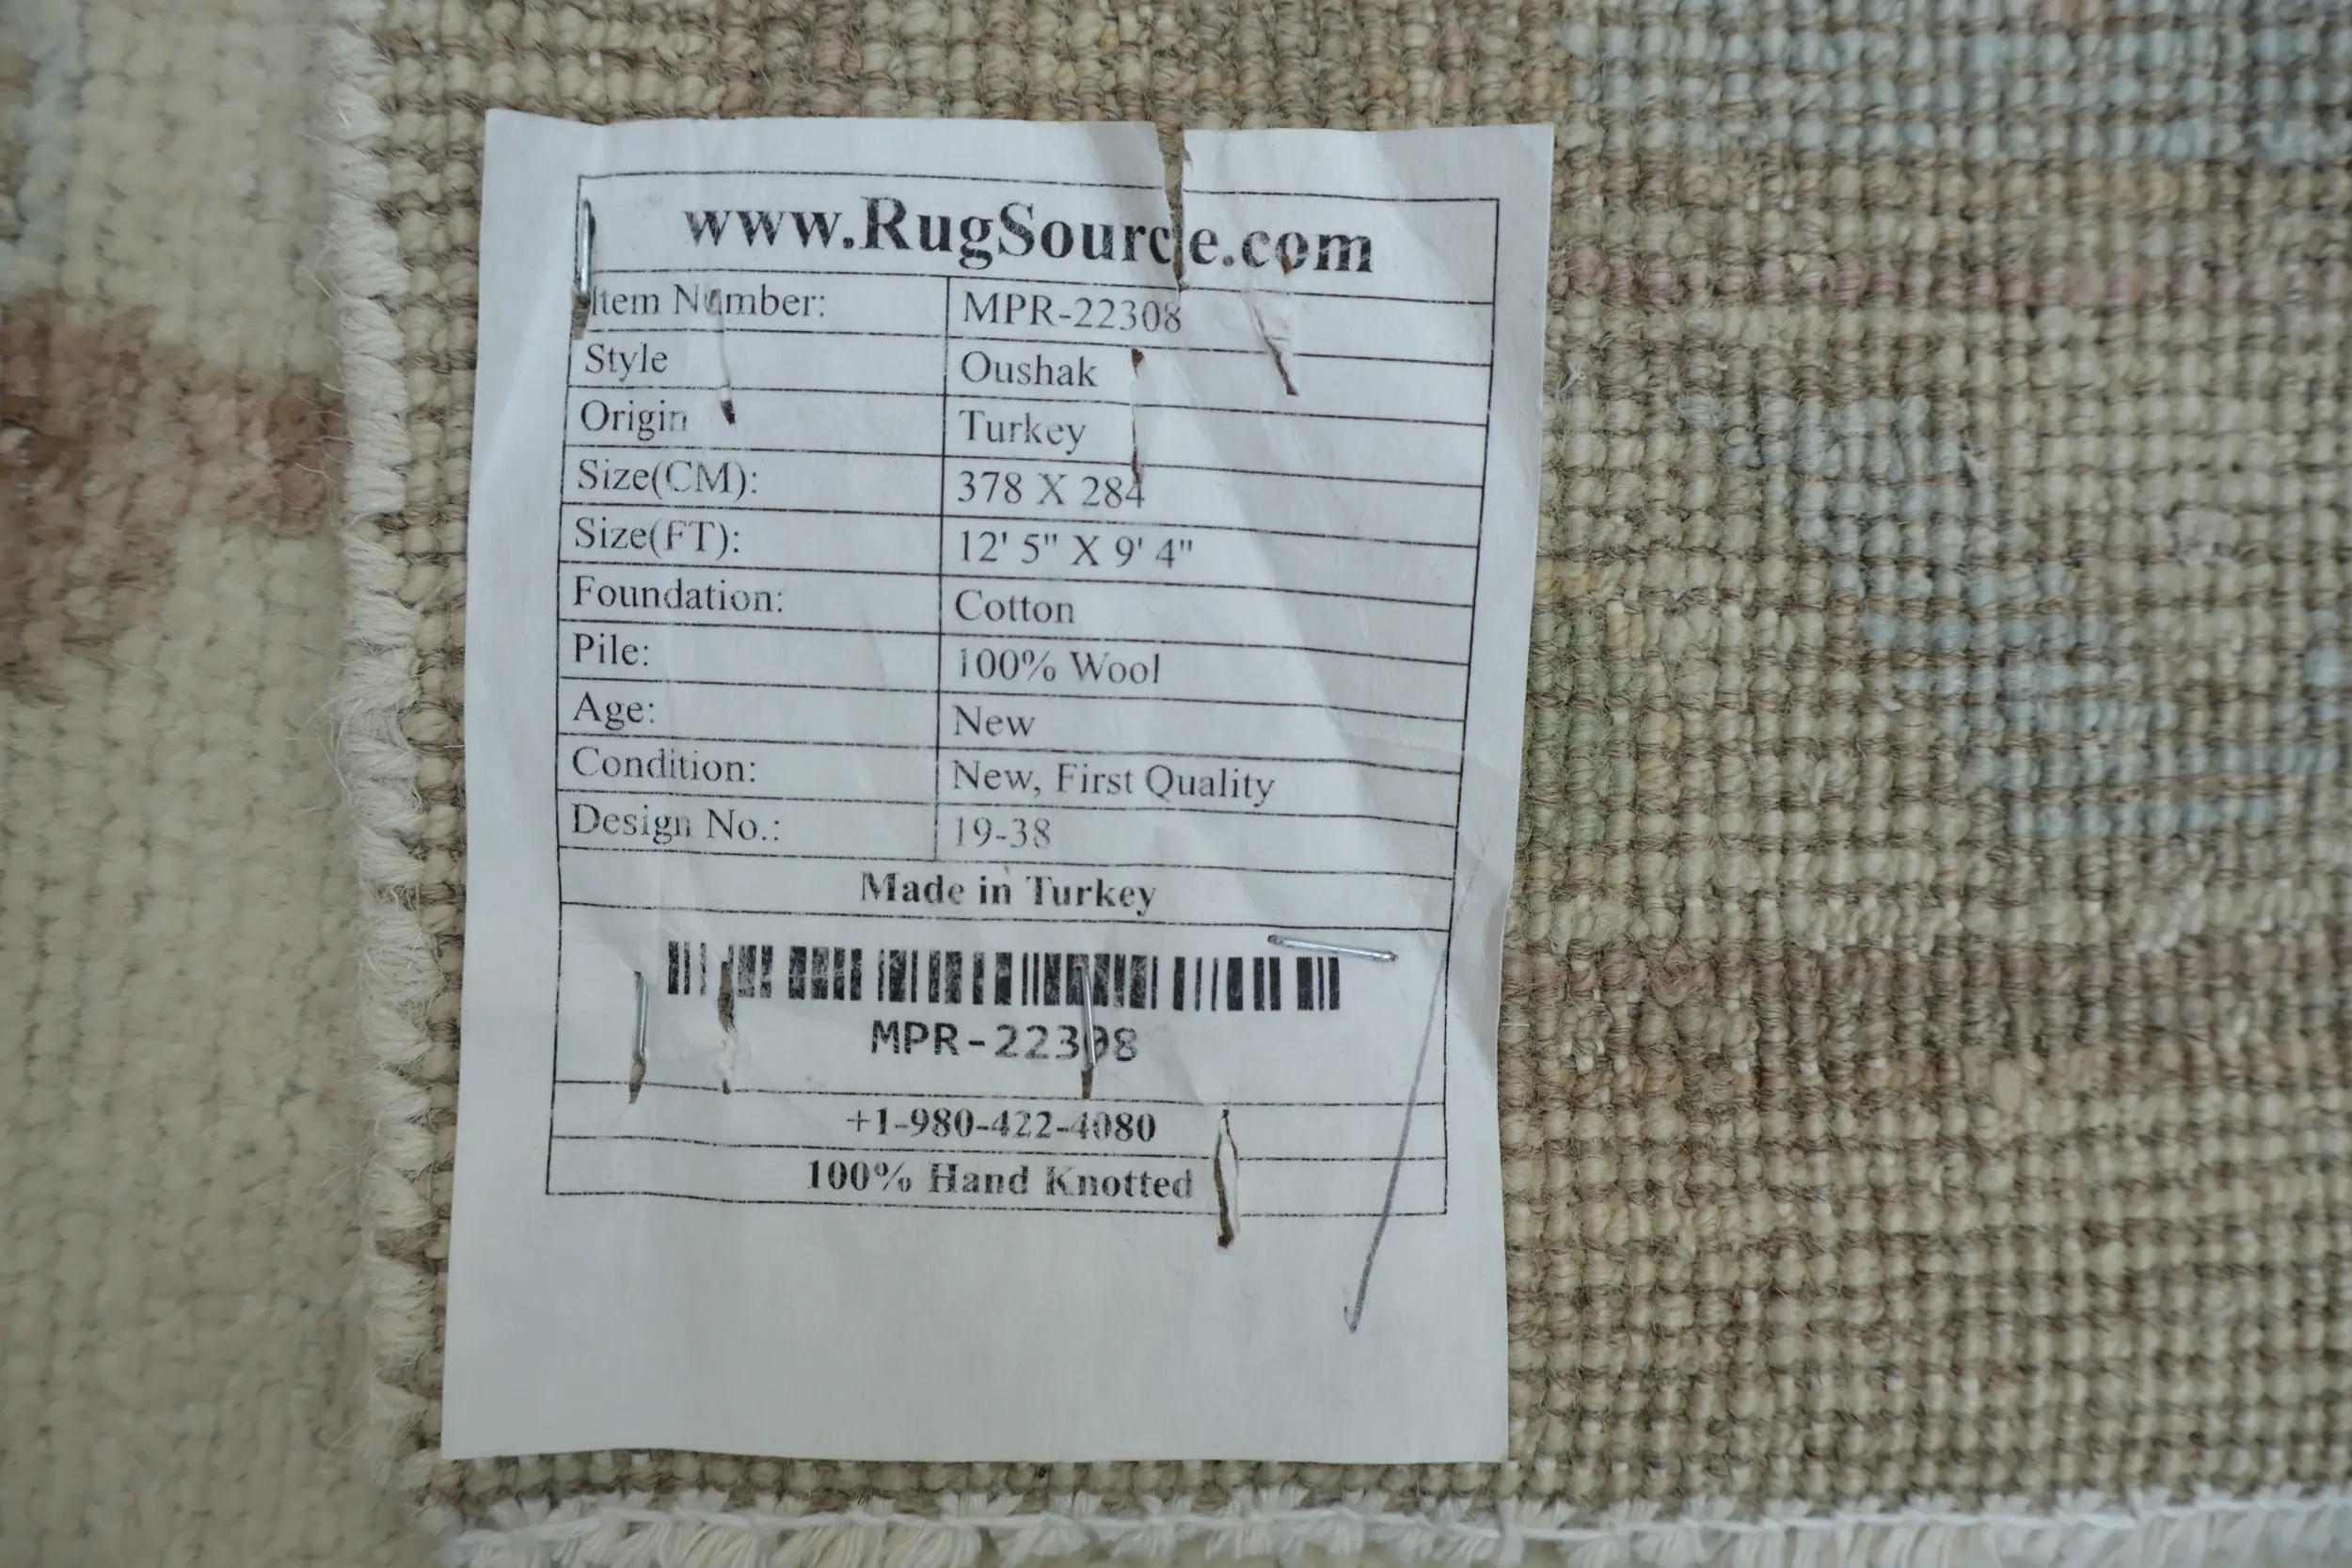 www.RugSource.com
Item Number: MPR-22308
Style Oushak
Origin Turkey
Size(CM): 378 X 284
Size(FT): 12' 5" X 9' 4"
Foundation: Cotton
Pile: 100% Wool
Age: New
Condition: New, First Quality
Design No.: 19-38
Made in Turkey
MPR-22308
+1-980-422-4080
100% Hand Knotted